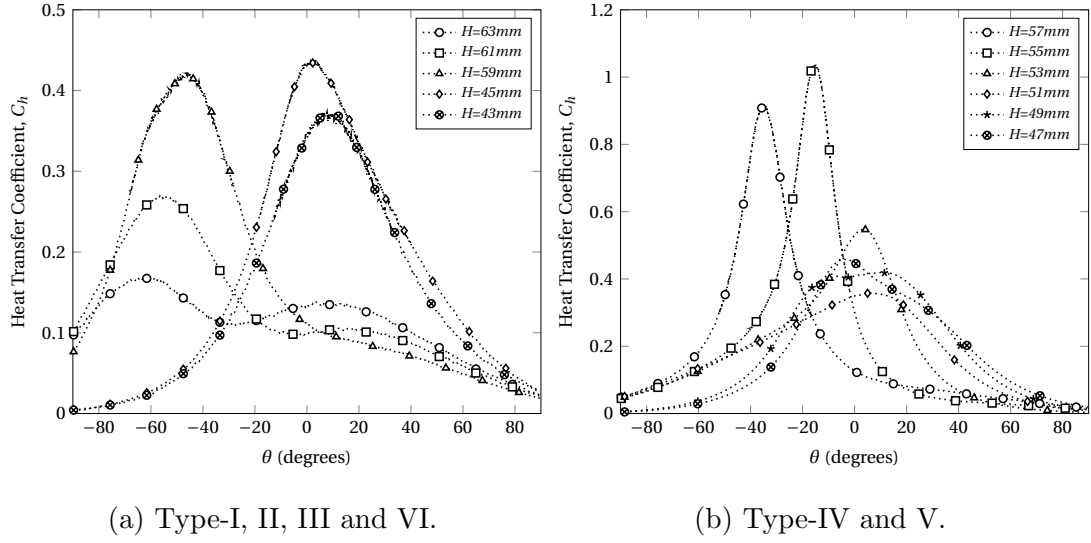 0.5
0.4
0.3
0.2
0.1
0
−80 −60 −40 −20 0 20 40 60 80
Heat Transfer Coefficient, C_h
θ (degrees)
H=63mm
H=61mm
H=59mm
H=45mm
H=43mm
(a) Type-I, II, III and VI.
1.2
1
0.8
0.6
0.4
0.2
0
−80 −60 −40 −20 0 20 40 60 80
Heat Transfer Coefficient, C_h
θ (degrees)
H=57mm
H=55mm
H=53mm
H=51mm
H=49mm
H=47mm
(b) Type-IV and V.